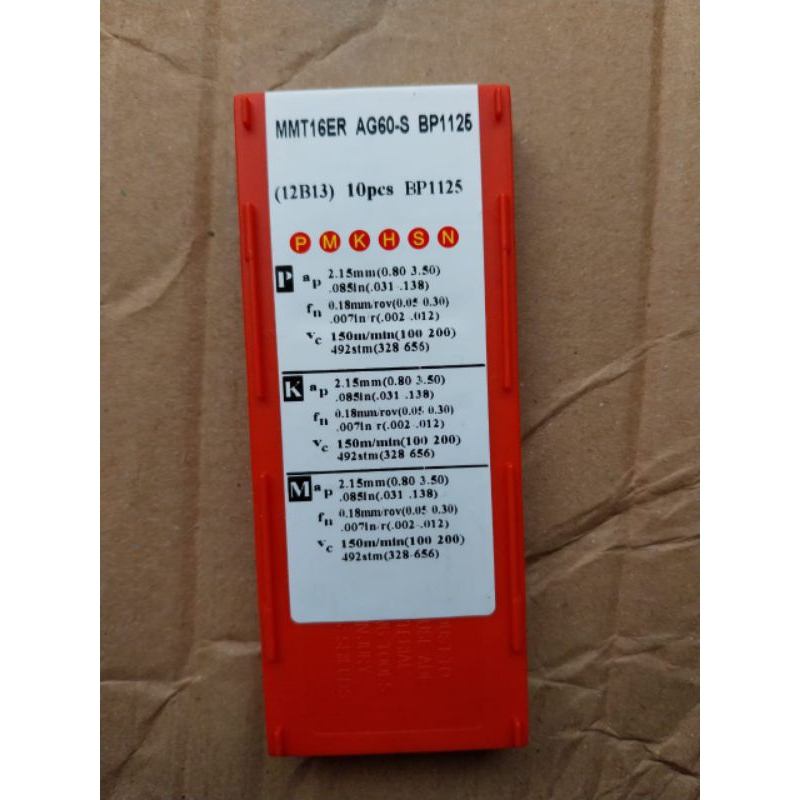 MMT16ER AG60-S BP1125
(12B13) 10pcs BP1125
P M K H S N
P ap 2.15mm(0.80 3.50)
.085in(.031 .138)
fn 0.18mm/rov(0.05 0.30)
.007in/r(.002 .012)
vc 150m/min(100 200)
492stm(328 656)
K ap 2.15mm(0.80 3.50)
.085in(.031 .138)
fn 0.18mm/rov(0.05 0.30)
.007in r(.002 .012)
vc 150m/min(100 200)
492stm(328 656)
M ap 2.15mm(0.80 3.50)
.085in(.031 .138)
fn 0.18mm/rov(0.05 0.30)
.007in/r(.002 .012)
vc 150m/min(100 200)
492stm(328 656)